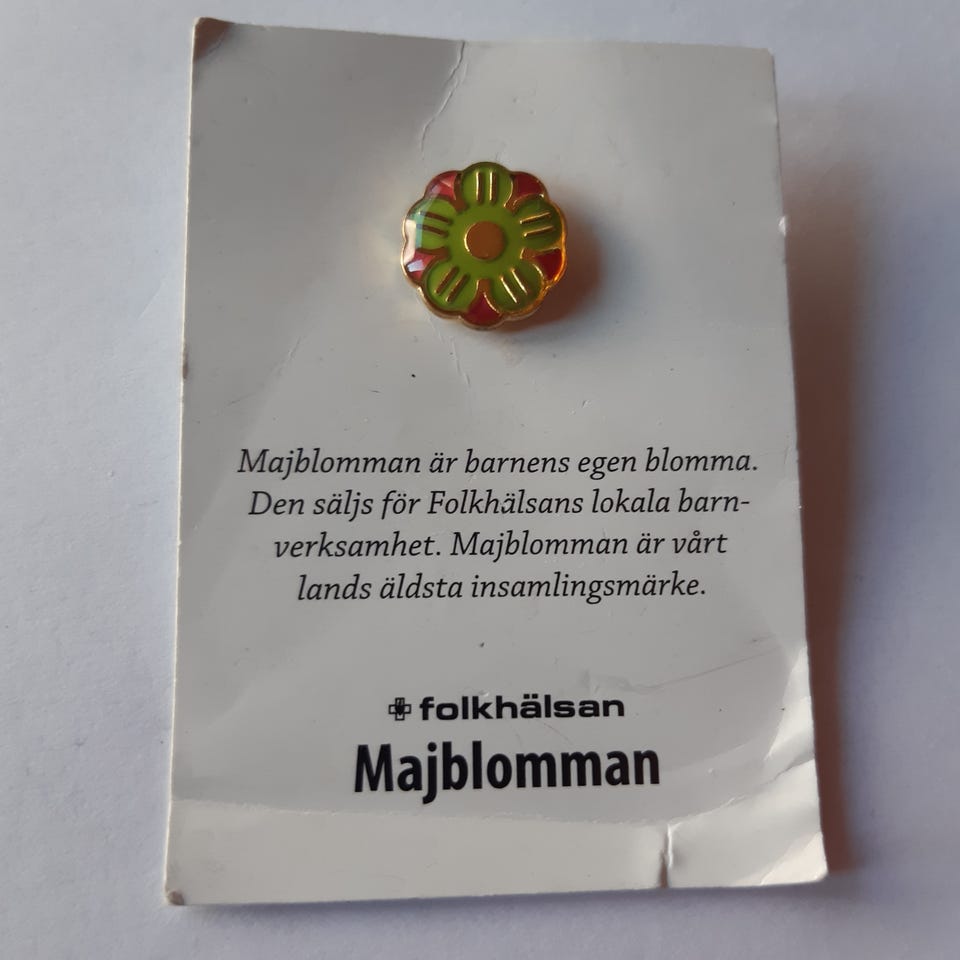 Majblomman är barnens egen blomma.
Den säljs för Folkhälsans lokala barn-
verksamhet. Majblomman är vårt
lands äldsta insamlingsmärke.
folkhälsan
Majblomman